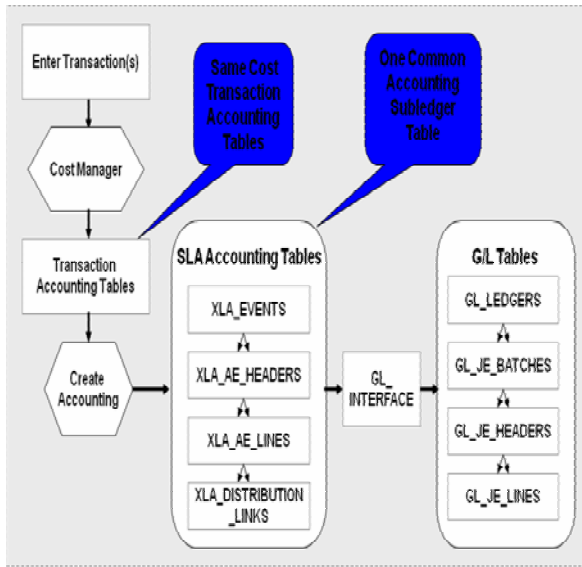 Enter Transaction(s)
Cost Manager
Transaction
Accounting Tables
Create
Accounting
Same Cost
Transaction
Accounting
Tables
One Common
Accounting
Subledger
Table
SLA Accounting Tables
XLA_EVENTS
XLA_AE_HEADERS
XLA_AE_LINES
XLA_DISTRIBUTION
_LINKS
GL_
INTERFACE
G/L Tables
GL_LEDGERS
GL_JE_BATCHES
GL_JE_HEADERS
GL_JE_LINES